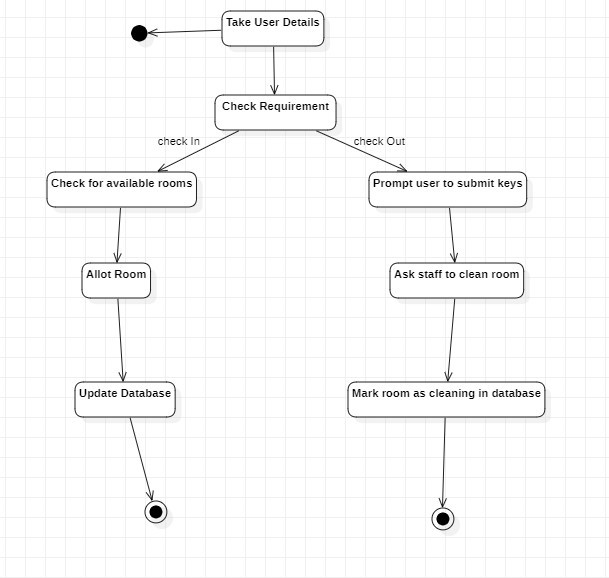 Take User Details
Check Requirement
check In
check Out
Check for available rooms
Prompt user to submit keys
Allot Room
Ask staff to clean room
Update Database
Mark room as cleaning in database